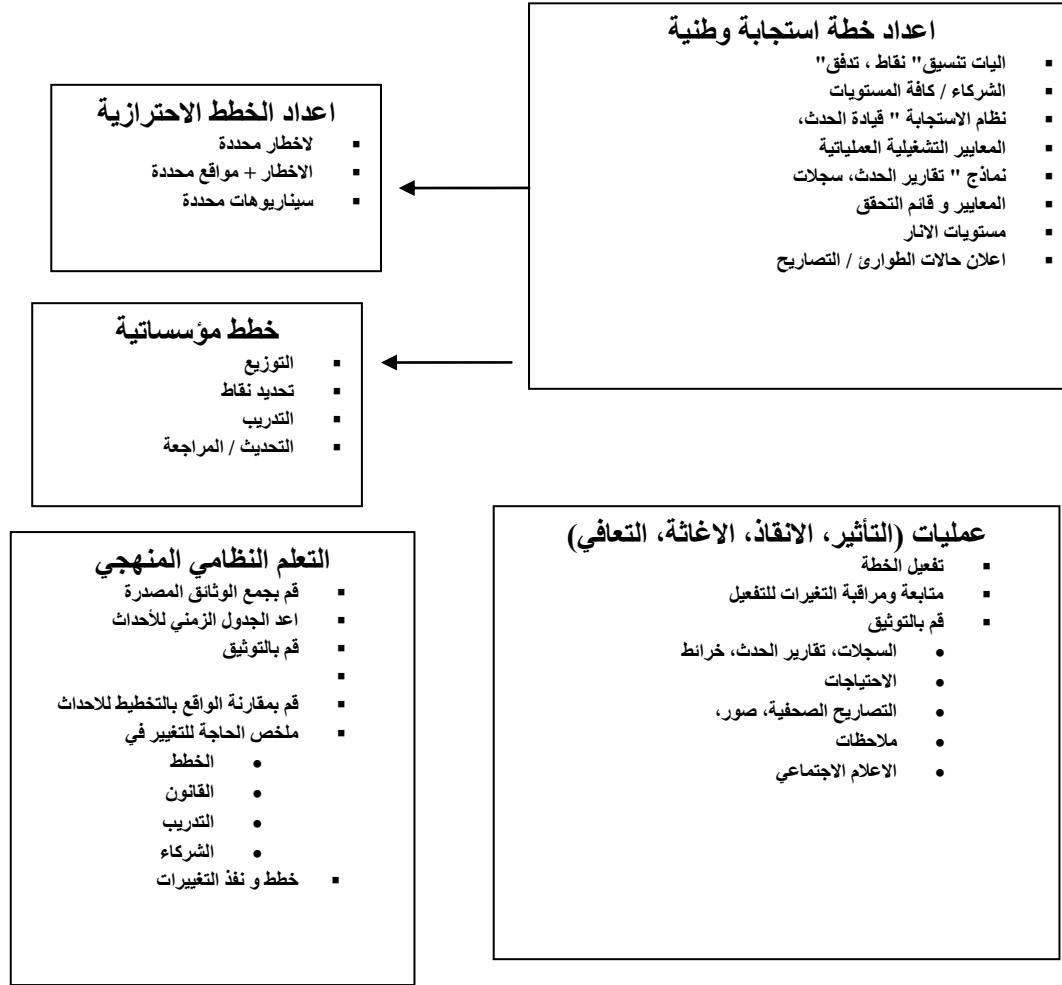 اعداد خطة استجابة وطنية
اليات تنسيق" نقاط ، تدفق"
الشركاء / كافة المستويات
نظام الاستجابة " قيادة الحدث،
المعايير التشغيلية العملياتية
نماذج " تقارير الحدث، سجلات
المعايير و قائم التحقق
مستويات الانار
اعلان حالات الطوارئ / التصاريح
اعداد الخطط الاحترازية
لاخطار محددة
الاخطار + مواقع محددة
سيناريوهات محددة
خطط مؤسساتية
التوزيع
تحديد نقاط
التدريب
التحديث / المراجعة
عمليات (التأثير، الانقاذ، الاغاثة، التعافي)
تفعيل الخطة
متابعة ومراقبة التغيرات للتفعيل
قم بالتوثيق
السجلات، تقارير الحدث، خرائط
الاحتياجات
التصاريح الصحفية، صور،
ملاحظات
الاعلام الاجتماعي
التعلم النظامي المنهجي
قم بجمع الوثائق المصدرة
اعد الجدول الزمني للأحداث
قم بالتوثيق
قم بمقارنة الواقع بالتخطيط للاحداث
ملخص الحاجة للتغيير في
الخطط
القانون
التدريب
الشركاء
خطط و نفذ التغييرات